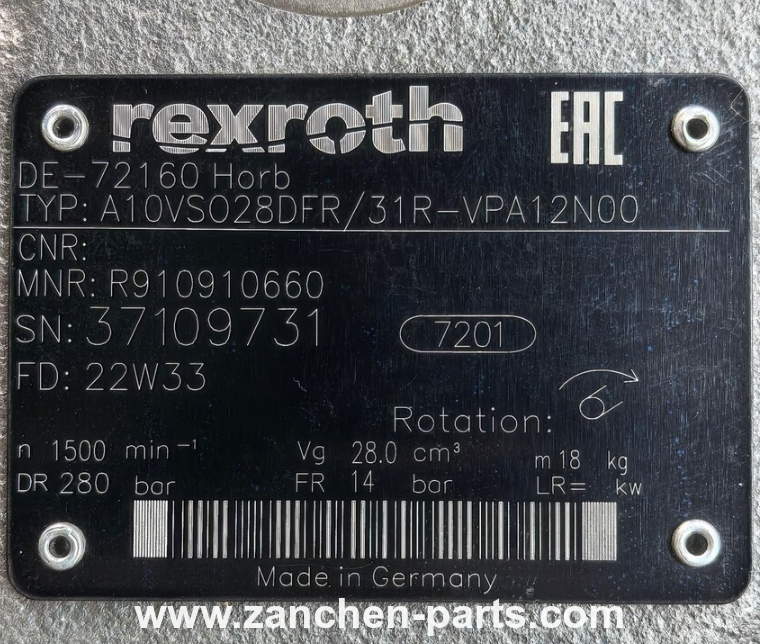 rexroth EAC
DE-72160 Horb
TYP: A10VSO28DFR/31R-VPA12N00
CNR:
MNR: R910910660
SN: 37109731 7201
FD: 22W33
Rotation:
n 1500 min⁻¹ Vg 28.0 cm³ m 18 kg
DR 280 bar FR 14 bar LR= kw
Made in Germany
www.zanchen-parts.com